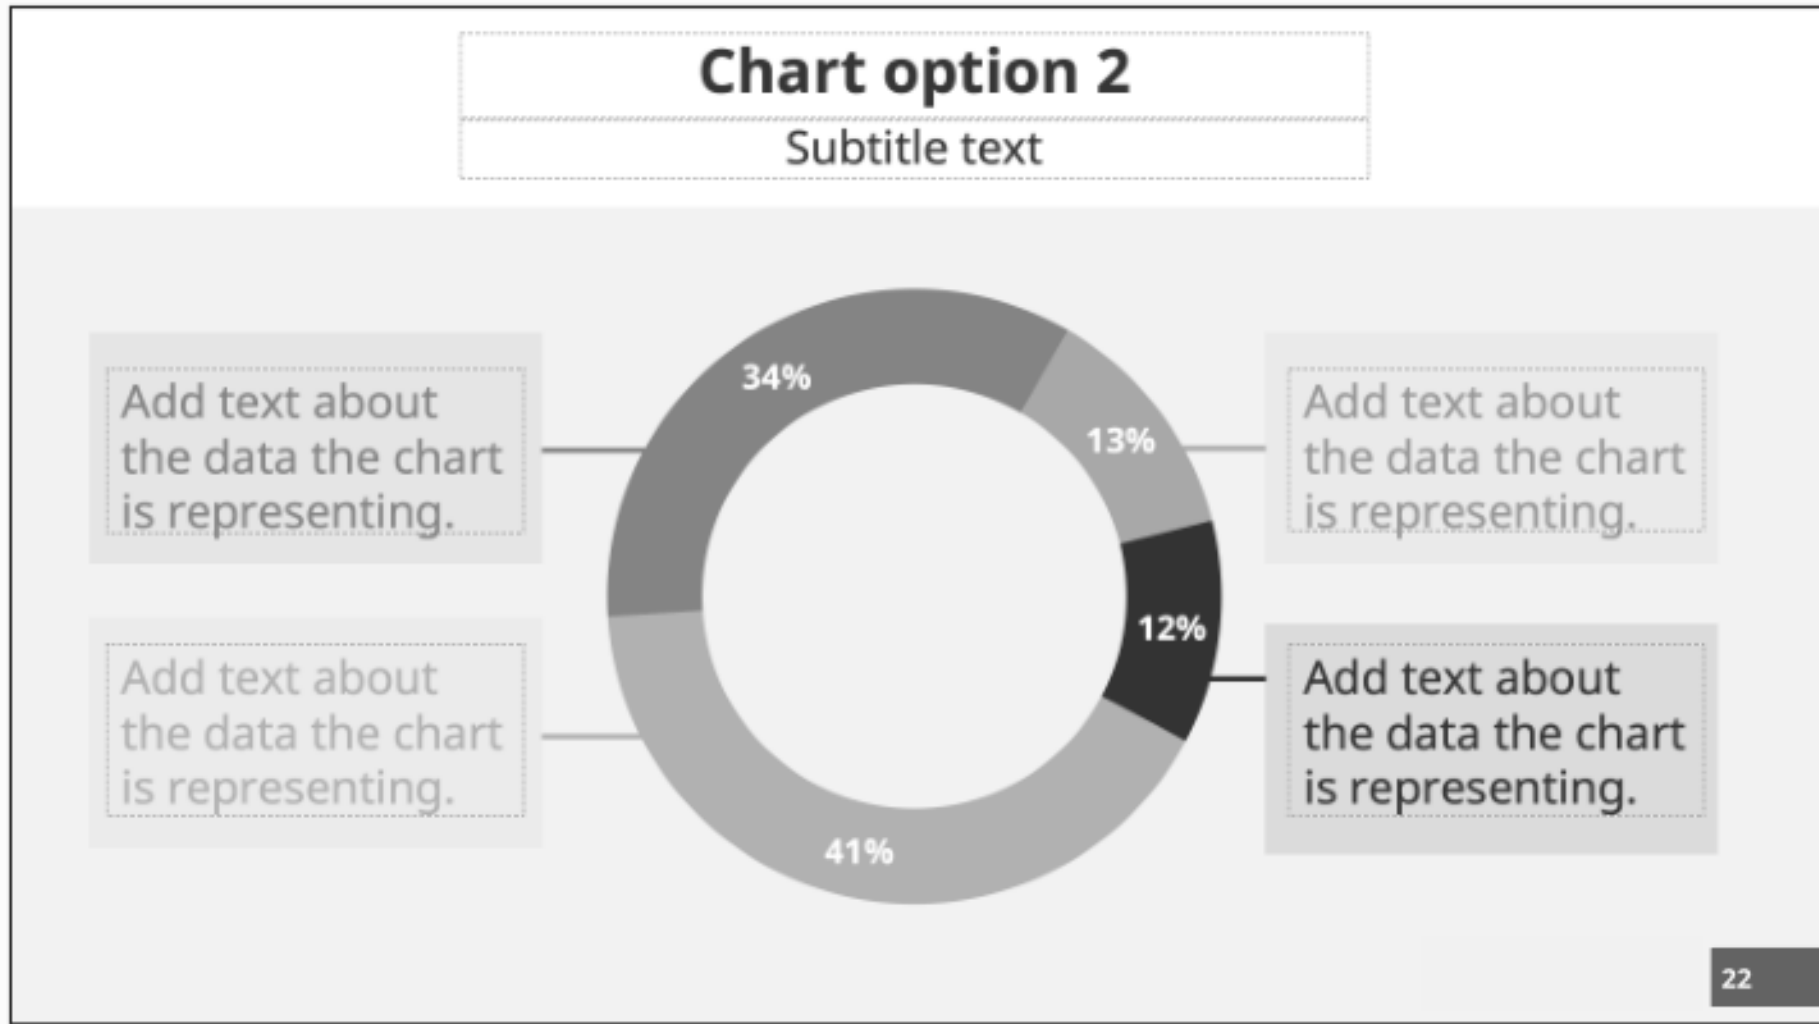 Chart option 2
Subtitle text
Add text about
the data the chart
is representing.
Add text about
the data the chart
is representing.
34%
13%
12%
41%
Add text about
the data the chart
is representing.
Add text about
the data the chart
is representing.
22